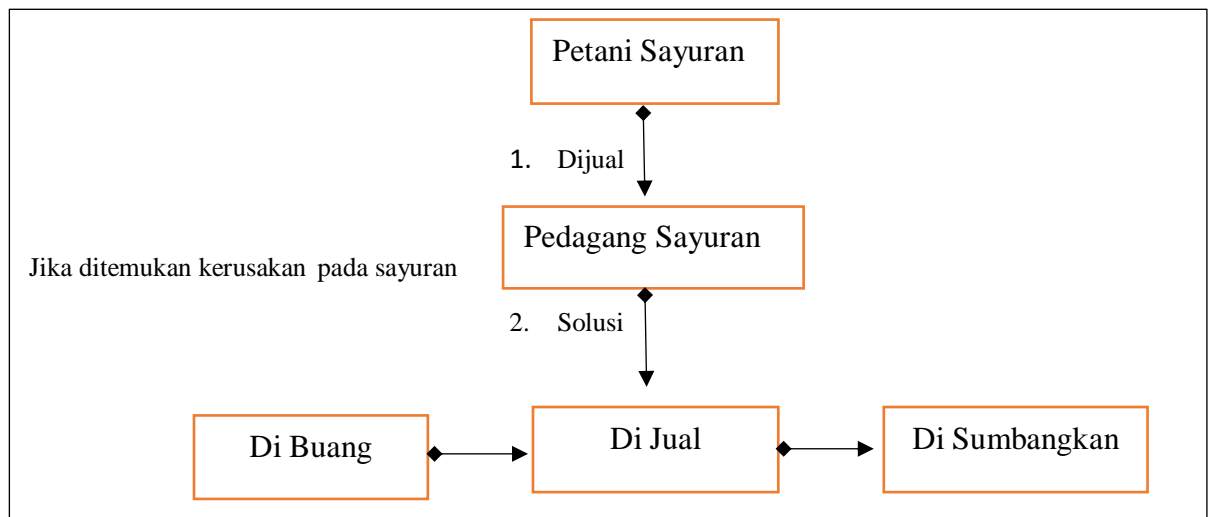 Petani Sayuran
1. Dijual
Pedagang Sayuran
Jika ditemukan kerusakan pada sayuran
2. Solusi
Di Buang
Di Jual
Di Sumbangkan